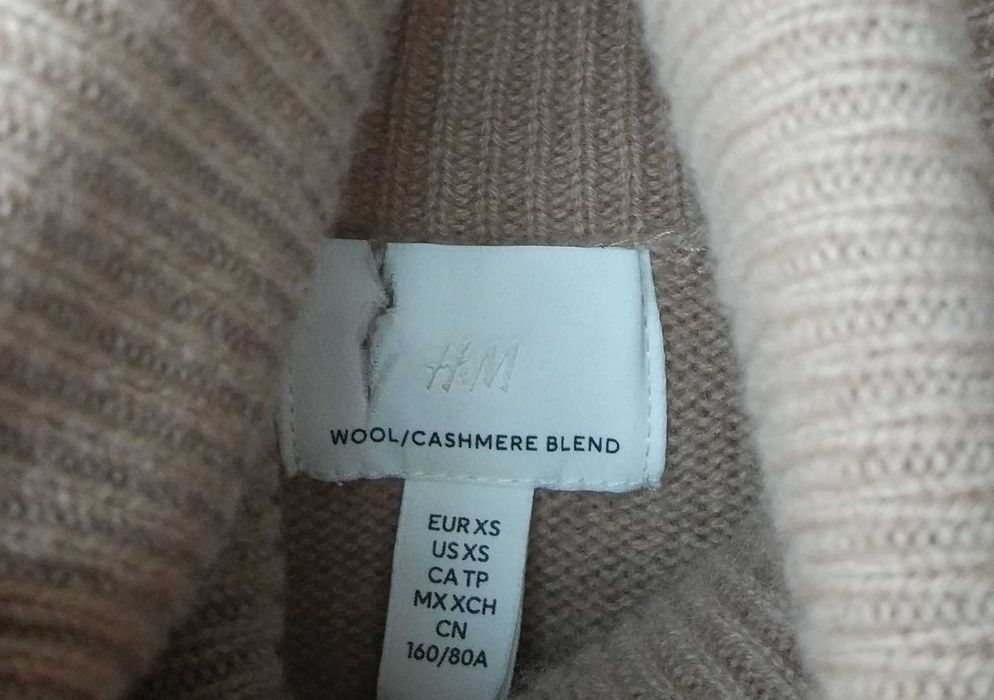 H&M
WOOL/CASHMERE BLEND
EUR XS
US XS
CA TP
MX XCH
CN
160/80A